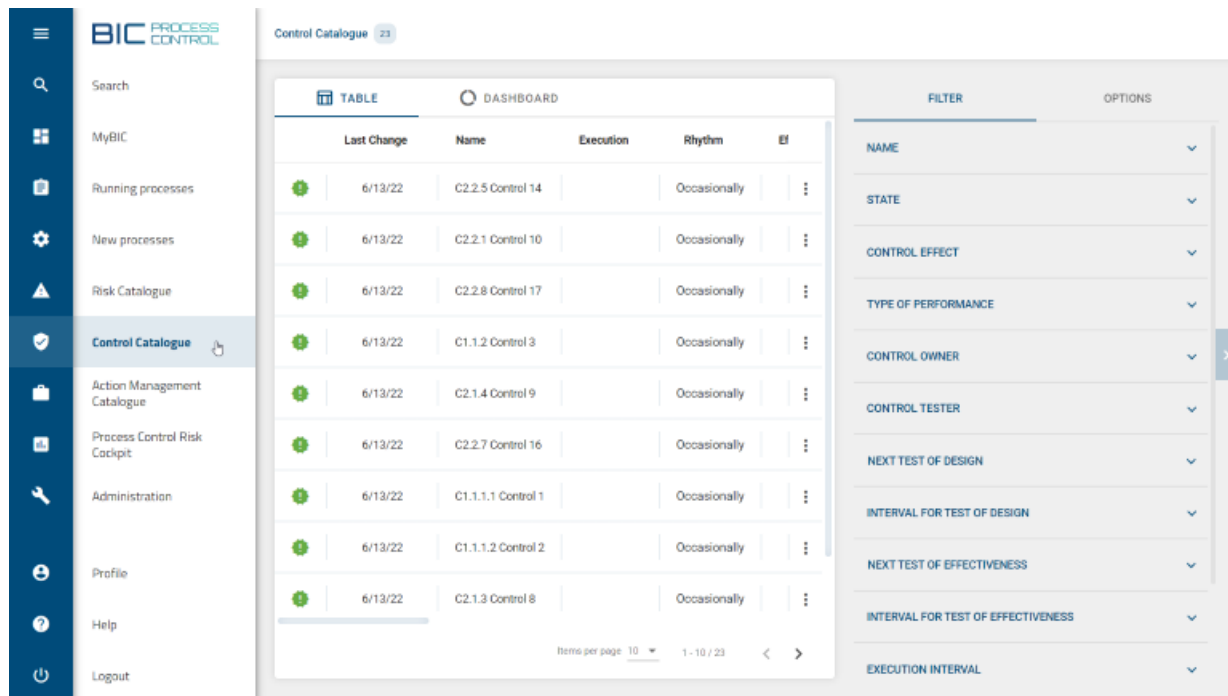 BIC PROCESS CONTROL
Search
MyBIC
Running processes
New processes
Risk Catalogue
Control Catalogue
Action Management
Catalogue
Process Control Risk
Cockpit
Administration
Profile
Help
Logout
Control Catalogue 23
TABLE DASHBOARD
Last Change Name Execution Rhythm Ef
6/13/22 C2.2.5 Control 14 Occasionally
6/13/22 C2.2.1 Control 10 Occasionally
6/13/22 C2.2.8 Control 17 Occasionally
6/13/22 C1.1.2 Control 3 Occasionally
6/13/22 C2.1.4 Control 9 Occasionally
6/13/22 C2.2.7 Control 16 Occasionally
6/13/22 C1.1.1.1 Control 1 Occasionally
6/13/22 C1.1.1.2 Control 2 Occasionally
6/13/22 C2.1.3 Control 8 Occasionally
Items per page 10 1 - 10 / 23
FILTER OPTIONS
NAME
STATE
CONTROL EFFECT
TYPE OF PERFORMANCE
CONTROL OWNER
CONTROL TESTER
NEXT TEST OF DESIGN
INTERVAL FOR TEST OF DESIGN
NEXT TEST OF EFFECTIVENESS
INTERVAL FOR TEST OF EFFECTIVENESS
EXECUTION INTERVAL